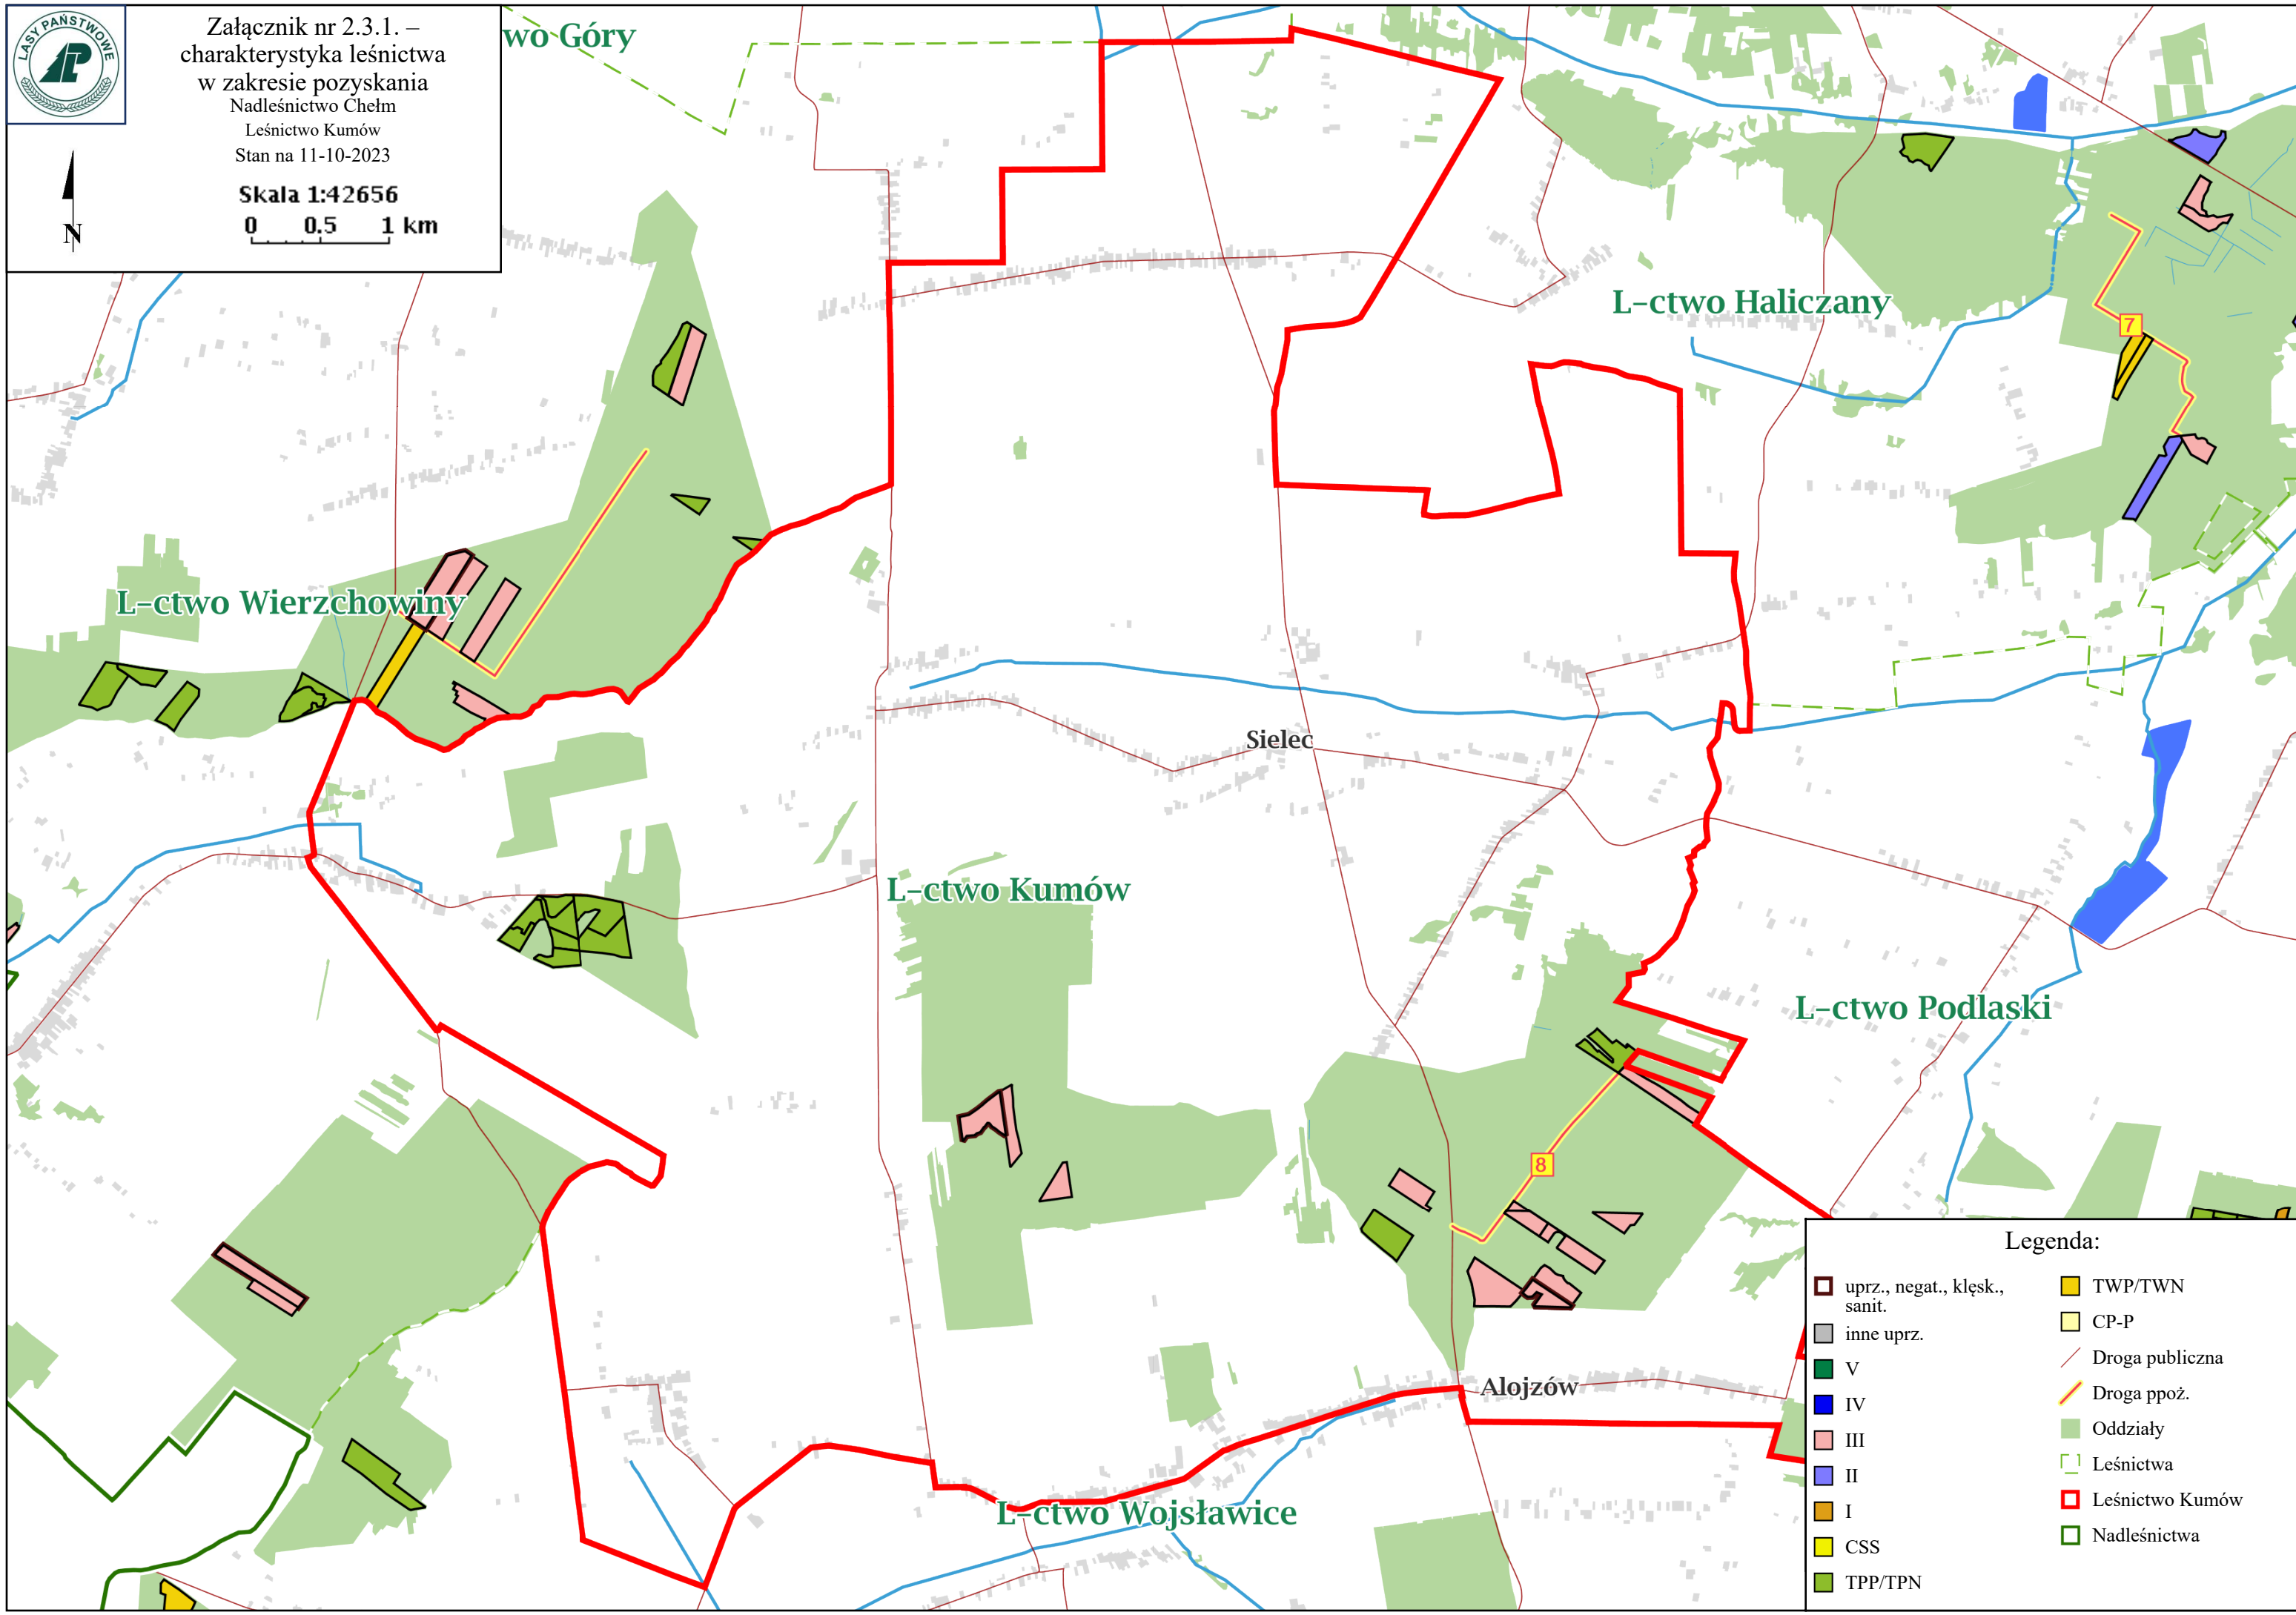 LASY PAŃSTWOWE
Załącznik nr 2.3.1. –
charakterystyka leśnictwa
w zakresie pozyskania
Nadleśnictwo Chełm
Leśnictwo Kumów
Stan na 11-10-2023
Skala 1:42656
0 0.5 1 km
N
wo Góry
L-ctwo Haliczany
7
L-ctwo Wierzchowiny
Sielec
L-ctwo Kumów
L-ctwo Podlaski
8
Alojzów
L-ctwo Wojsławice
Legenda:
uprz., negat., klęsk.,
sanit.
inne uprz.
V
IV
III
II
I
CSS
TPP/TPN
TWP/TWN
CP-P
Droga publiczna
Droga ppoż.
Oddziały
Leśnictwa
Leśnictwo Kumów
Nadleśnictwa